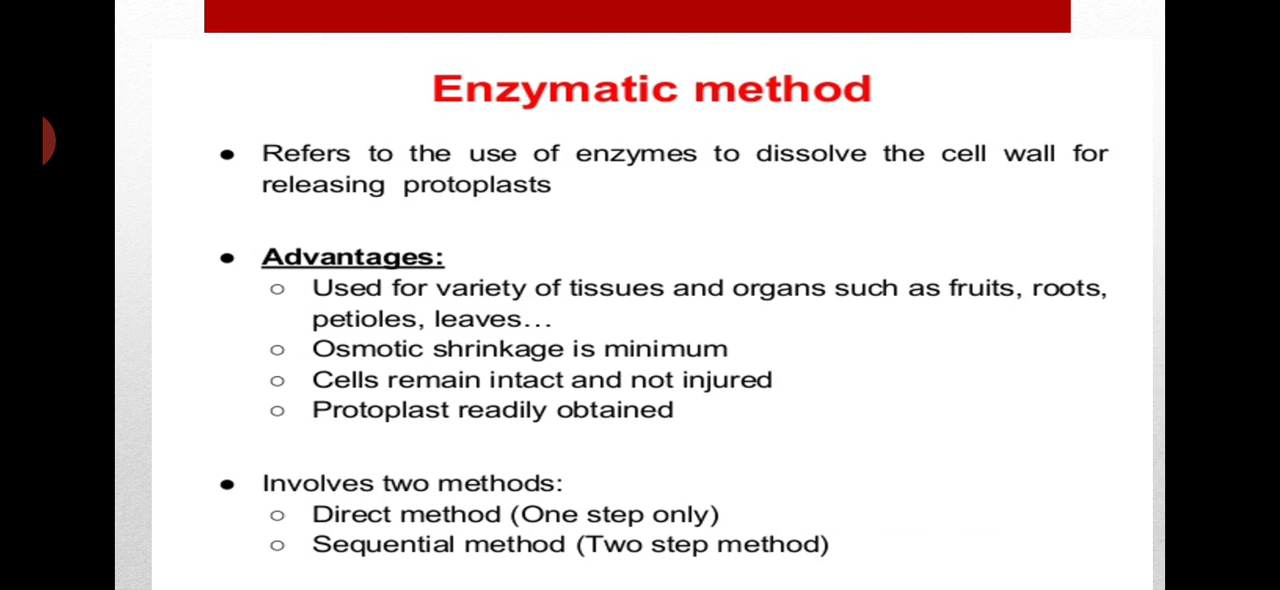 Enzymatic method
● Refers to the use of enzymes to dissolve the cell wall for
releasing protoplasts
● Advantages:
○ Used for variety of tissues and organs such as fruits, roots,
petioles, leaves...
○ Osmotic shrinkage is minimum
○ Cells remain intact and not injured
○ Protoplast readily obtained
● Involves two methods:
○ Direct method (One step only)
○ Sequential method (Two step method)